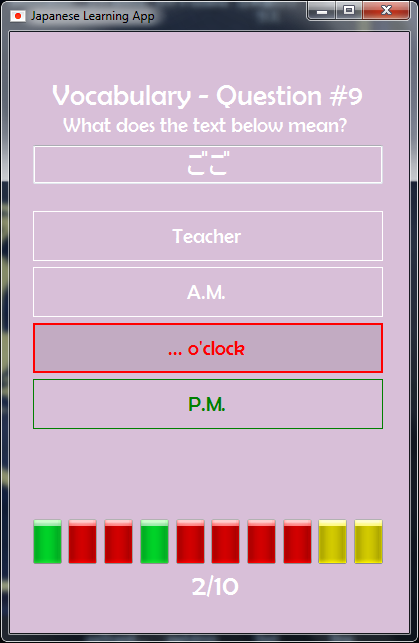 Japanese Learning App
Vocabulary - Question #9
What does the text below mean?
ごご
Teacher
A.M.
... o'clock
P.M.
2/10